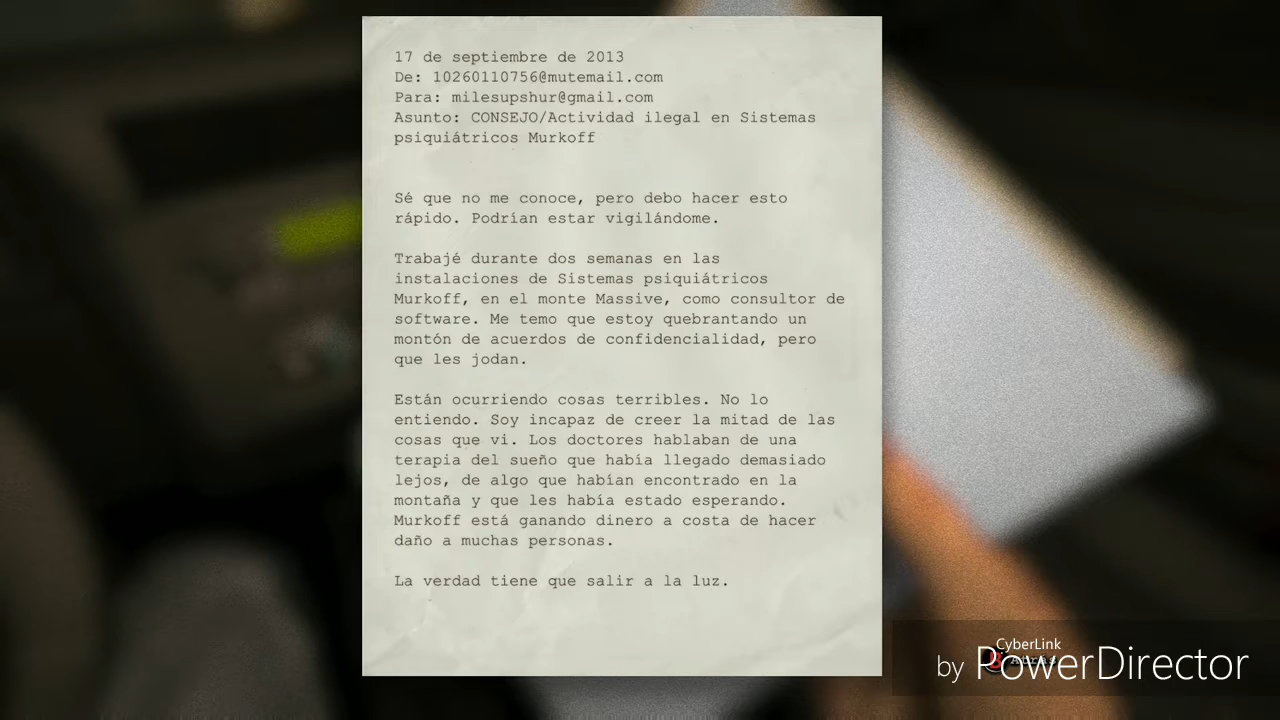 17 de septiembre de 2013
De: 10260110756@mutemail.com
Para: milesupshur@gmail.com
Asunto: CONSEJO/Actividad ilegal en Sistemas
psiquiátricos Murkoff
Sé que no me conoce, pero debo hacer esto
rápido. Podrían estar vigilándome.
Trabajé durante dos semanas en las
instalaciones de Sistemas psiquiátricos
Murkoff, en el monte Massive, como consultor de
software. Me temo que estoy quebrantando un
montón de acuerdos de confidencialidad, pero
que les jodan.
Están ocurriendo cosas terribles. No lo
entiendo. Soy incapaz de creer la mitad de las
cosas que vi. Los doctores hablaban de una
terapia del sueño que había llegado demasiado
lejos, de algo que habían encontrado en la
montaña y que les había estado esperando.
Murkoff está ganando dinero a costa de hacer
daño a muchas personas.
La verdad tiene que salir a la luz.
CyberLink
by PowerDirector